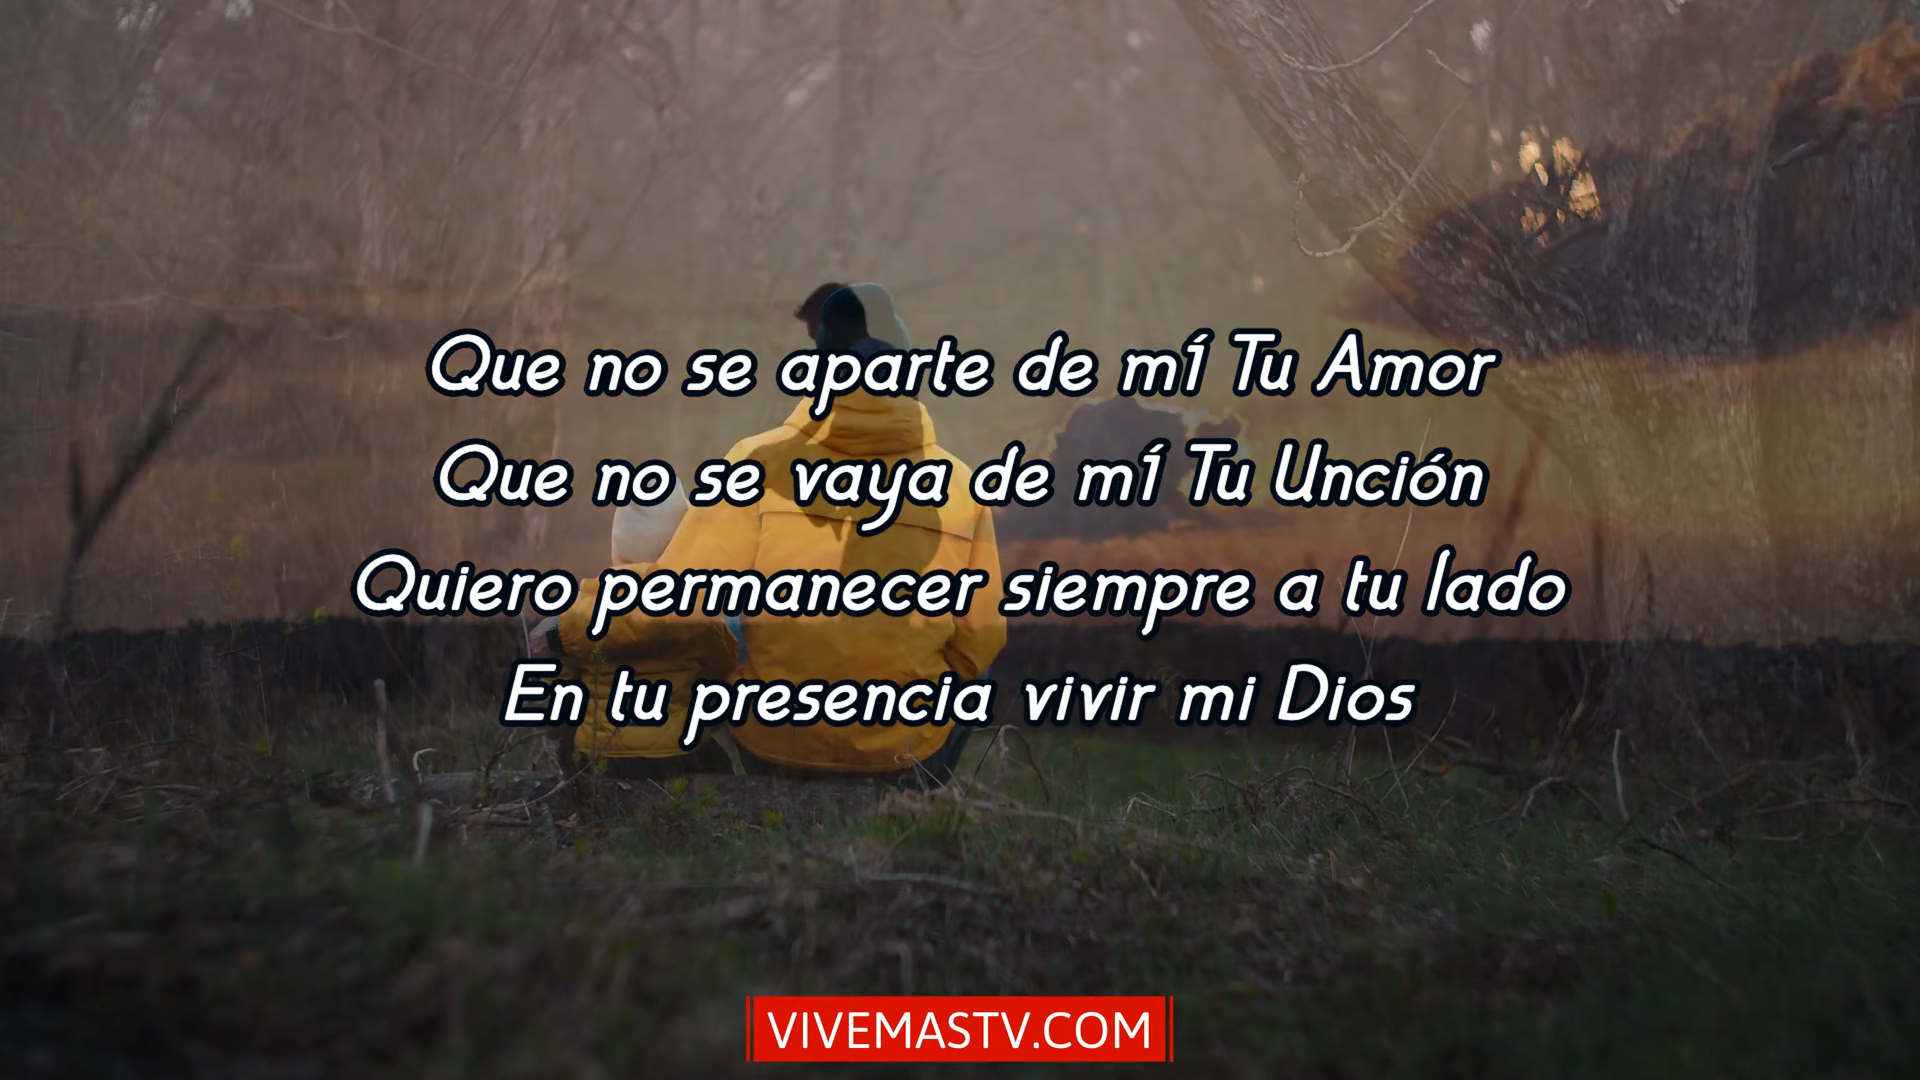 Que no se aparte de mí Tu Amor
Que no se vaya de mí Tu Unción
Quiero permanecer siempre a tu lado
En tu presencia vivir mi Dios
VIVEMASTV.COM